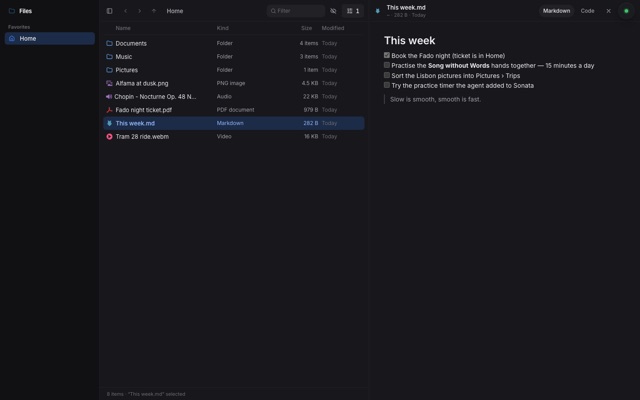 Files
Favorites
Home
Home
Filter
1
Name Kind Size Modified
Documents Folder 4 items Today
Music Folder 3 items Today
Pictures Folder 1 item Today
Alfama at dusk.png PNG image 4.5 KB Today
Chopin - Nocturne Op. 48 N... Audio 22 KB Today
Fado night ticket.pdf PDF document 979 B Today
This week.md Markdown 282 B Today
Tram 28 ride.webm Video 16 KB Today
8 items · "This week.md" selected
This week.md
282 B · Today
Markdown Code
This week
Book the Fado night (ticket is in Home)
Practise the Song without Words hands together — 15 minutes a day
Sort the Lisbon pictures into Pictures › Trips
Try the practice timer the agent added to Sonata
Slow is smooth, smooth is fast.